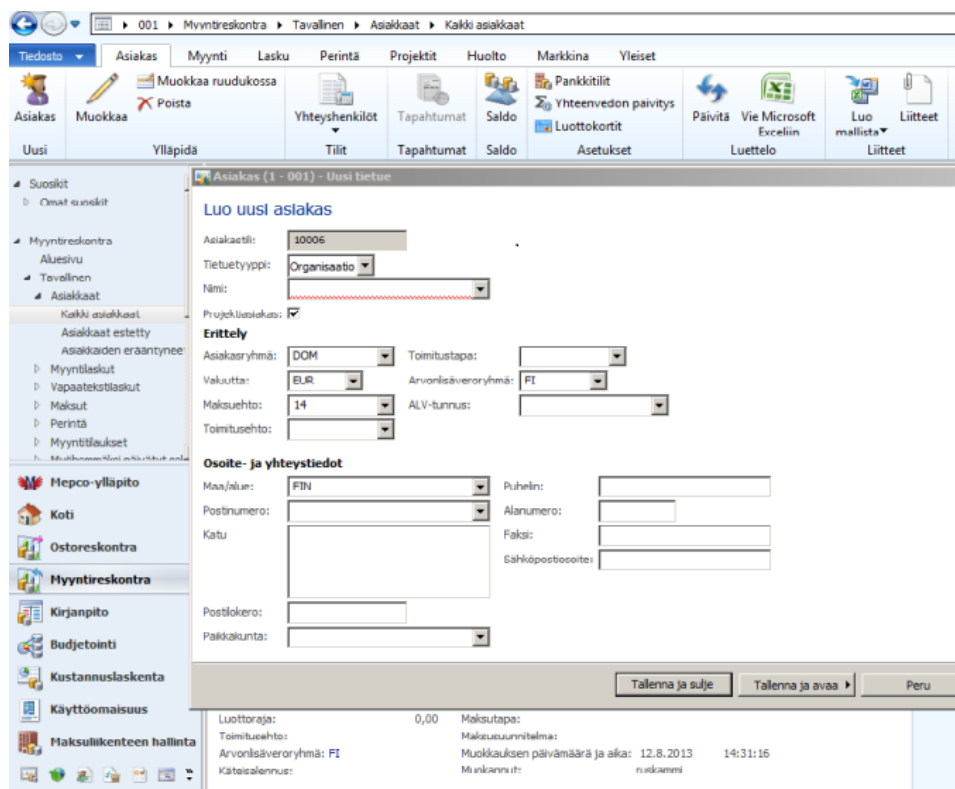 001 Myyntireskontra Tavallinen Asiakkaat Kaikki asiakkaat
Tiedosto Asiakas Myynti Lasku Perintä Projektit Huolto Markkina Yleiset
Asiakas Muokkaa Muokkaa ruudukossa Poista Yhteyshenkilöt Tapahtumat Saldo Pankkitilit Yhteenvedon päivitys Luottokortit Päivitä Vie Microsoft Exceliin Luo mallista Liitteet
Uusi Ylläpidä Tilit Tapahtumat Saldo Asetukset Luettelo Liitteet
Suosikit
Omat suosikit
Myyntireskontra
Aluesivu
Tavallinen
Asiakkaat
Kaikki asiakkaat
Asiakkaat estetty
Asiakkaiden erääntyneet
Myyntilaskut
Vapaatekstilaskut
Maksut
Perintä
Myyntitilaukset
Mepco-ylläpito
Koti
Ostoreskontra
Myyntireskontra
Kirjanpito
Budjetointi
Kustannuslaskenta
Käyttöomaisuus
Maksuliikenteen hallinta
Asiakas (1 - 001) - Uusi tietue
Luo uusi asiakas
Asiakastili: 10006
Tietuetyyppi: Organisaatio
Nimi:
Projektiasiakas:
Erittely
Asiakasryhmä: DOM Toimitustapa:
Valuutta: EUR Arvonlisäveroryhmä: FI
Maksuehto: 14 ALV-tunnus:
Toimitusehto:
Osoite- ja yhteystiedot
Maa/alue: FIN Puhelin:
Postinumero: Alanumero:
Katu Faksi:
Sähköpostiosoite:
Postilokero:
Paikkakunta:
Tallenna ja sulje Tallenna ja avaa Peru
Luottoraja: 0,00 Maksutapa:
Toimitusehto: Maksusuunnitelma:
Arvonlisäveroryhmä: FI Muokkauksen päivämäärä ja aika: 12.8.2013 14:31:16
Käteisalennus: Muokannut: ruskammi